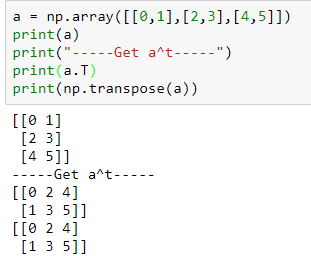 a = np.array([[0,1],[2,3],[4,5]])
print(a)
print("-----Get a^t-----")
print(a.T)
print(np.transpose(a))
[[0 1]
 [2 3]
 [4 5]]
-----Get a^t-----
[[0 2 4]
 [1 3 5]]
[[0 2 4]
 [1 3 5]]